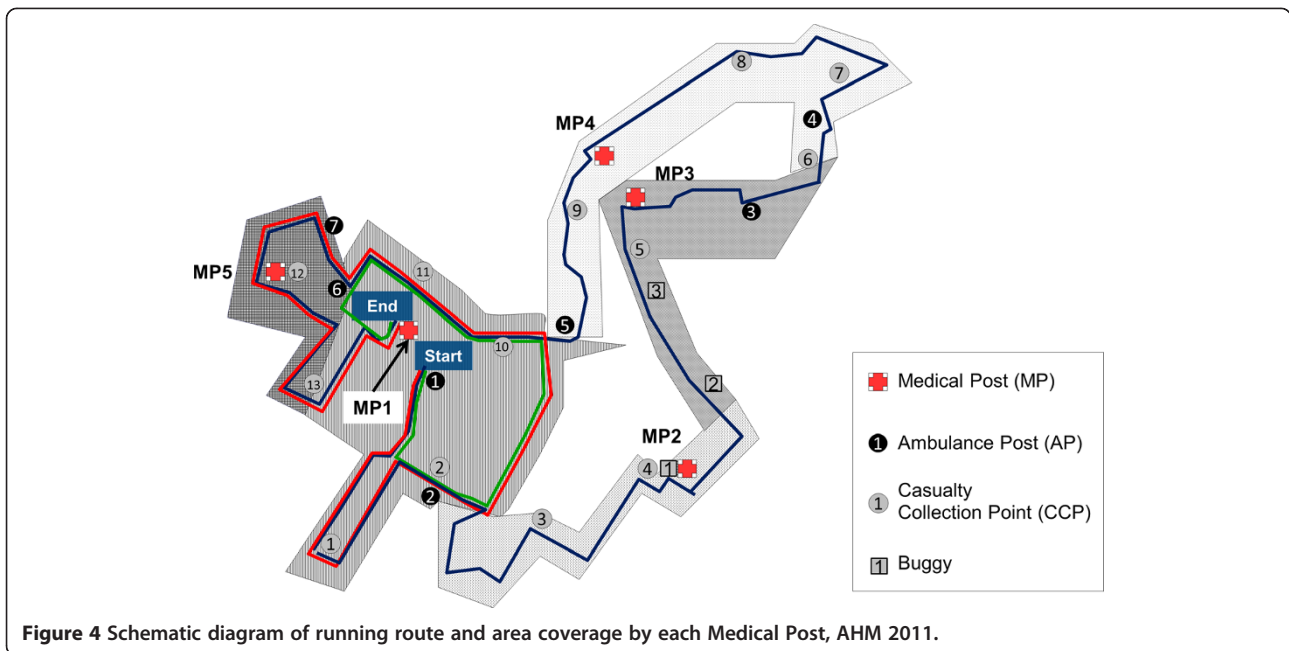 8
7
MP4
4
6
MP3
9
3
7
5
11
MP5
12
6
3
End
5
10
Start
1
13
2
MP1
MP2
2
4
1
2
3
1
Medical Post (MP)
1 Ambulance Post (AP)
1 Casualty
Collection Point (CCP)
1 Buggy
Figure 4 Schematic diagram of running route and area coverage by each Medical Post, AHM 2011.